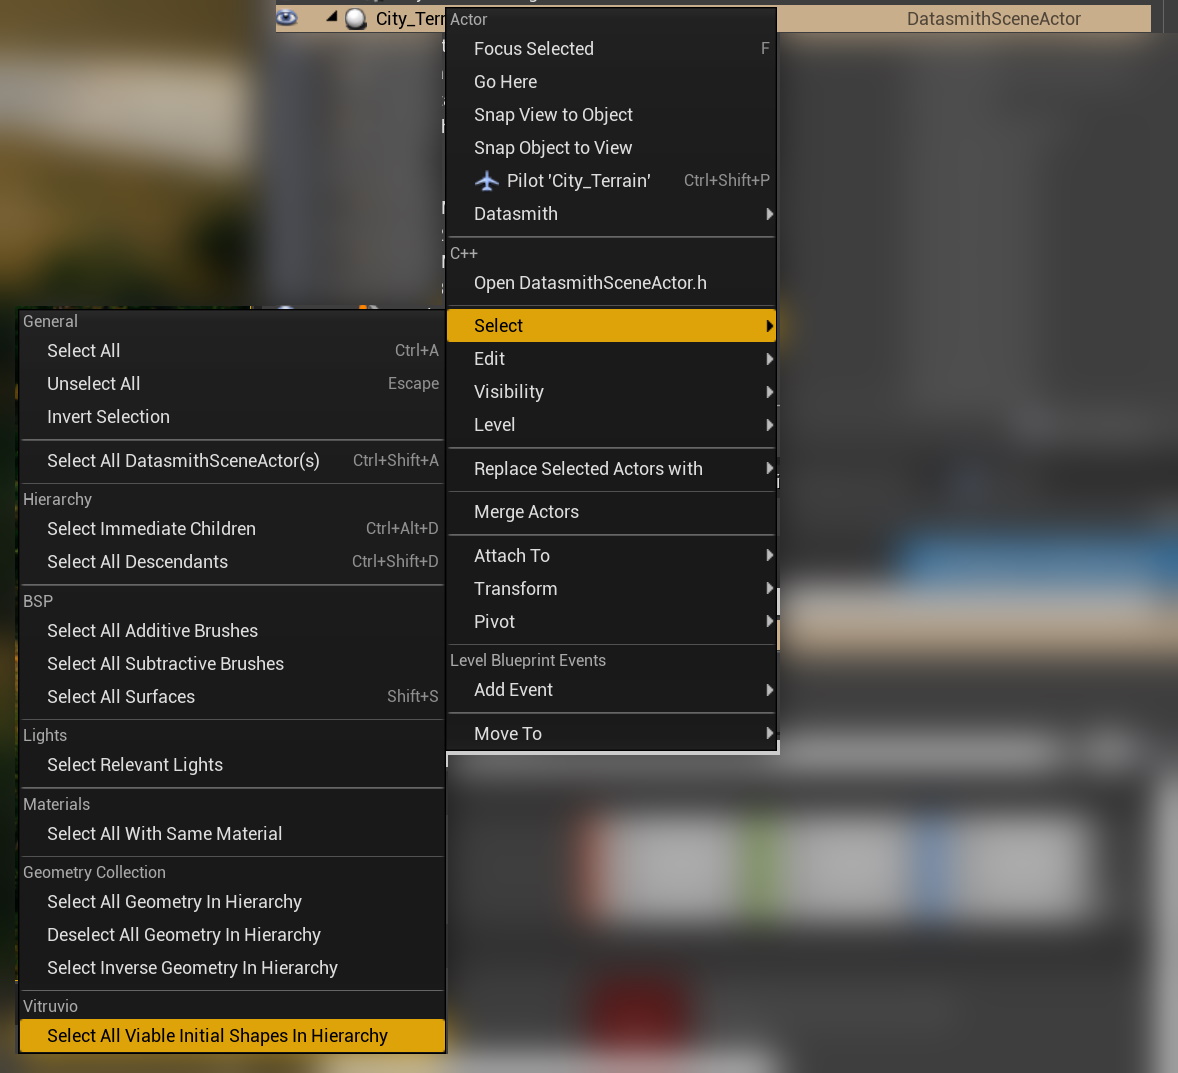 City_Terr
DatasmithSceneActor
Actor
Focus Selected F
Go Here
Snap View to Object
Snap Object to View
Pilot 'City_Terrain' Ctrl+Shift+P
Datasmith
C++
Open DatasmithSceneActor.h
Select
Edit
Visibility
Level
Replace Selected Actors with
Merge Actors
Attach To
Transform
Pivot
Level Blueprint Events
Add Event
Move To
General
Select All Ctrl+A
Unselect All Escape
Invert Selection
Select All DatasmithSceneActor(s) Ctrl+Shift+A
Hierarchy
Select Immediate Children Ctrl+Alt+D
Select All Descendants Ctrl+Shift+D
BSP
Select All Additive Brushes
Select All Subtractive Brushes
Select All Surfaces Shift+S
Lights
Select Relevant Lights
Materials
Select All With Same Material
Geometry Collection
Select All Geometry In Hierarchy
Deselect All Geometry In Hierarchy
Select Inverse Geometry In Hierarchy
Vitruvio
Select All Viable Initial Shapes In Hierarchy